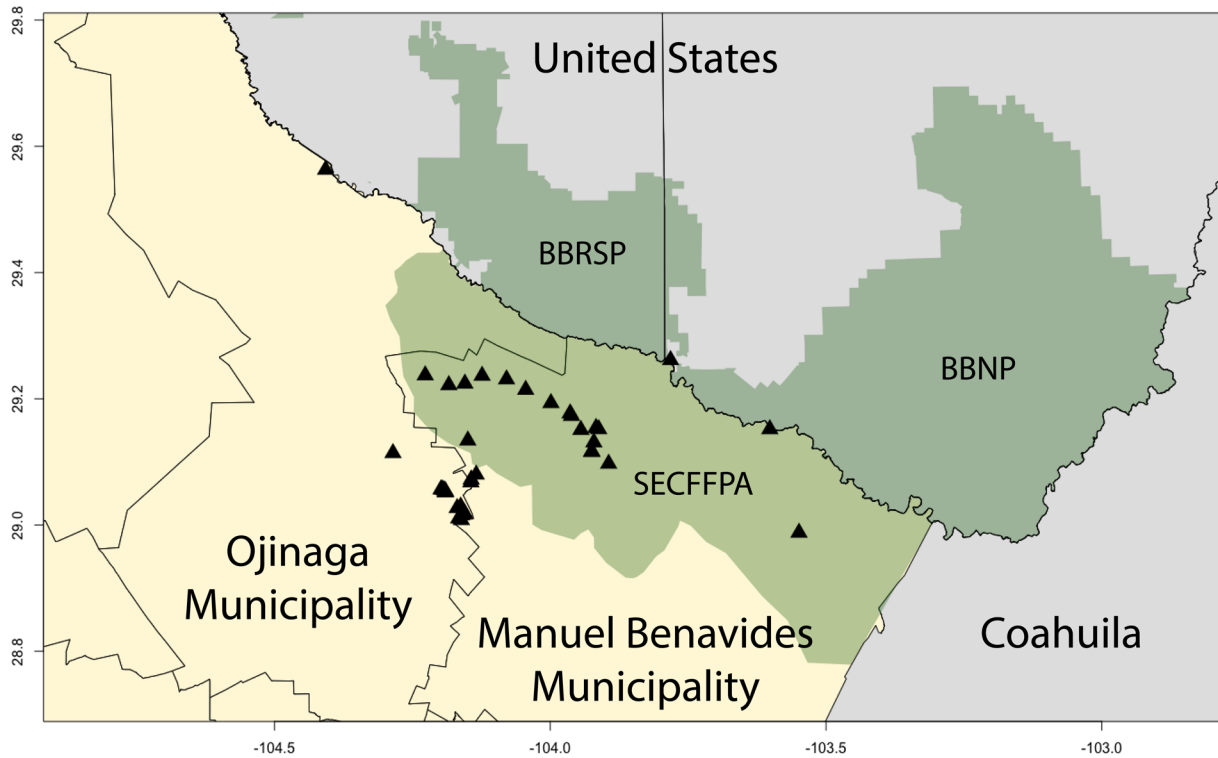 29.8
United States
29.6
BBRSP
29.4
BBNP
29.2
SECFFPA
29.0
Ojinaga
Municipality
Manuel Benavides
Municipality
Coahuila
28.8
-104.5
-104.0
-103.5
-103.0